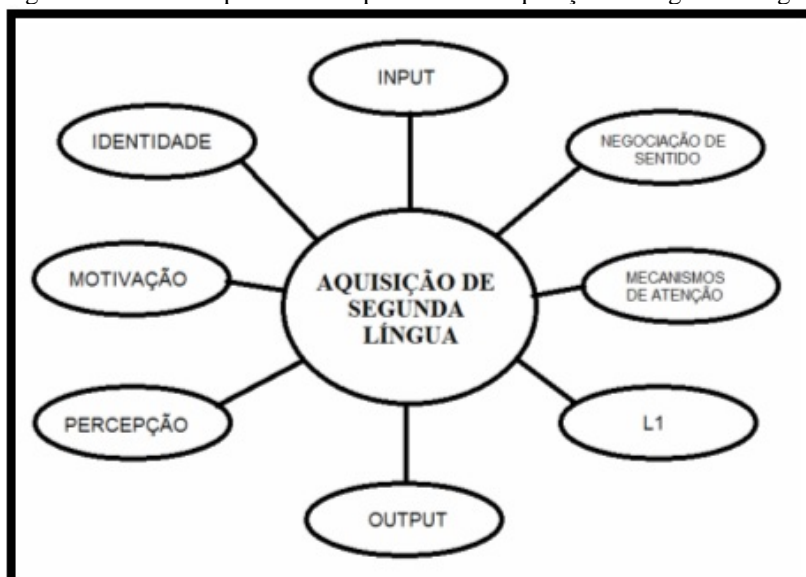 INPUT
IDENTIDADE
NEGOCIAÇÃO DE
SENTIDO
MOTIVAÇÃO
AQUISIÇÃO DE
SEGUNDA
LÍNGUA
MECANISMOS
DE ATENÇÃO
PERCEPÇÃO
L1
OUTPUT